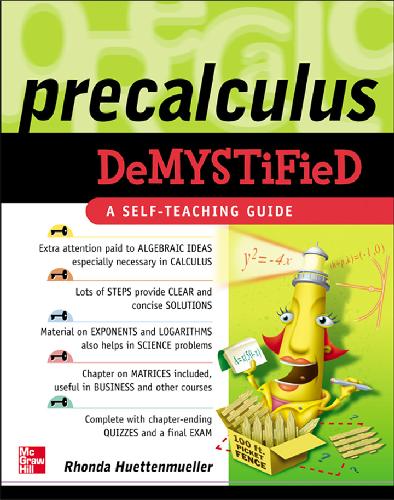 precalculus
DeMYSTiFieD
A SELF-TEACHING GUIDE
Extra attention paid to ALGEBRAIC IDEAS
especially necessary in CALCULUS
Lots of STEPS provide CLEAR and
concise SOLUTIONS
Material on EXPONENTS and LOGARITHMS
also helps in SCIENCE problems
Chapter on MATRICES included,
useful in BUSINESS and other courses
Complete with chapter-ending
QUIZZES and a final EXAM
y² = -4x
100 ft.
PICKET
FENCE
?
?
?
Mc
Graw
Hill
Rhonda Huettenmueller